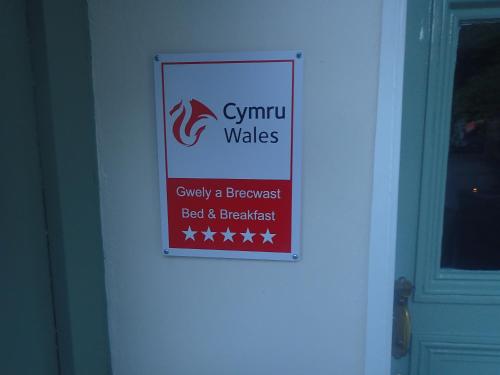 Cymru
Wales
Gwely a Brecwast
Bed & Breakfast